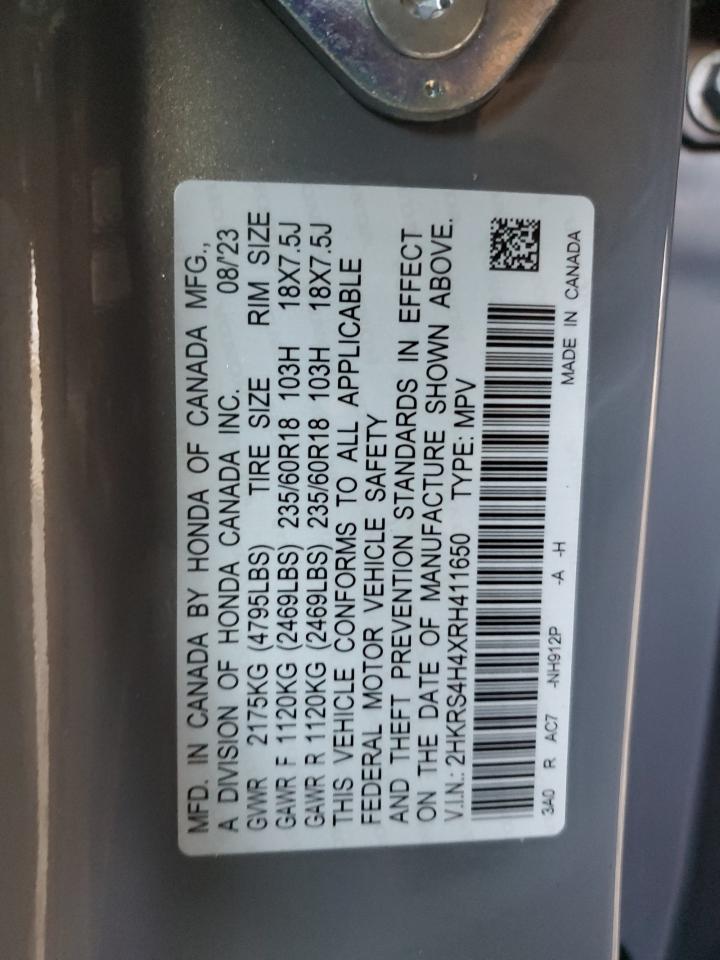 MFD. IN CANADA BY HONDA OF CANADA MFG.,
A DIVISION OF HONDA CANADA INC. 08/'23
GVWR 2175KG (4795LBS) TIRE SIZE RIM SIZE
GAWR F 1120KG (2469LBS) 235/60R18 103H 18X7.5J
GAWR R 1120KG (2469LBS) 235/60R18 103H 18X7.5J
THIS VEHICLE CONFORMS TO ALL APPLICABLE
FEDERAL MOTOR VEHICLE SAFETY
AND THEFT PREVENTION STANDARDS IN EFFECT
ON THE DATE OF MANUFACTURE SHOWN ABOVE.
V.I.N.: 2HKRS4H4XRH411650 TYPE: MPV
3A0 R AC7 -NH912P -A -H MADE IN CANADA